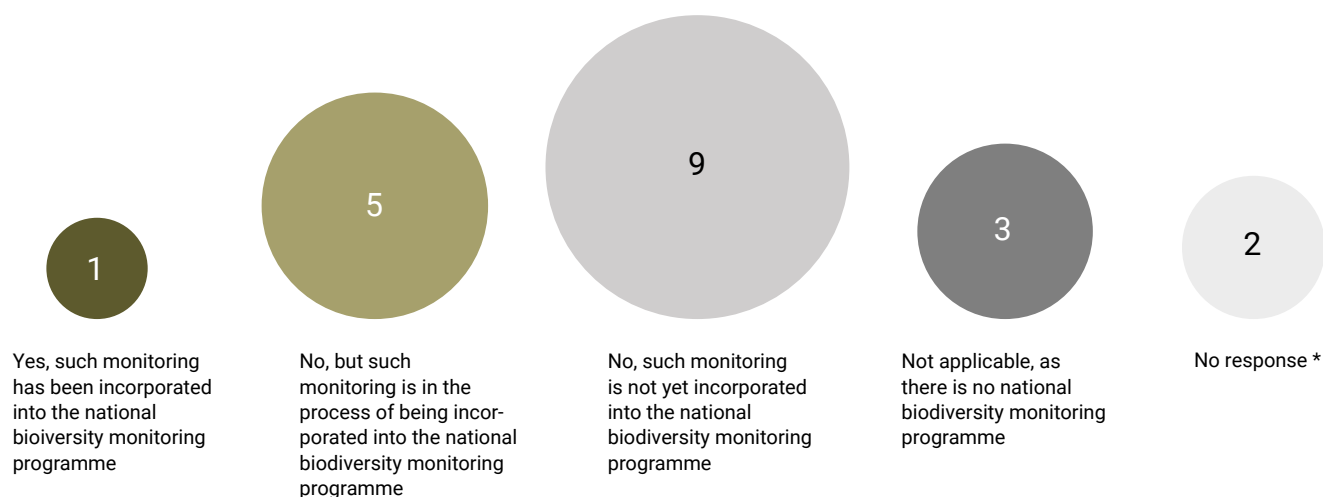 1
5
9
3
2
Yes, such monitoring
has been incorporated
into the national
bioiversity monitoring
programme
No, but such
monitoring is in the
process of being incor-
porated into the national
biodiversity monitoring
programme
No, such monitoring
is not yet incorporated
into the national
biodiversity monitoring
programme
Not applicable, as
there is no national
biodiversity monitoring
programme
No response *